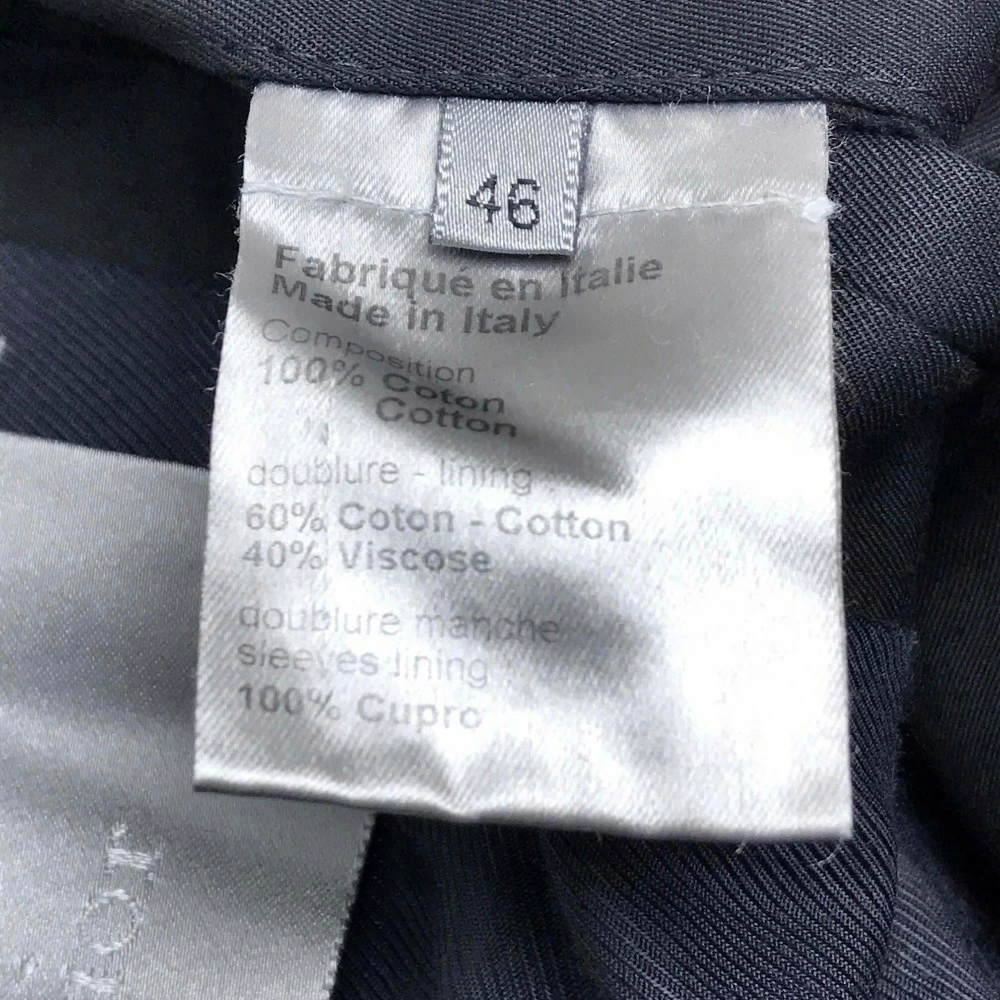 46
Fabriqué en Italie
Made in Italy
Composition
100% Coton
Cotton
doublure - lining
60% Coton - Cotton
40% Viscose
doublure manche
sleeves lining
100% Cupro